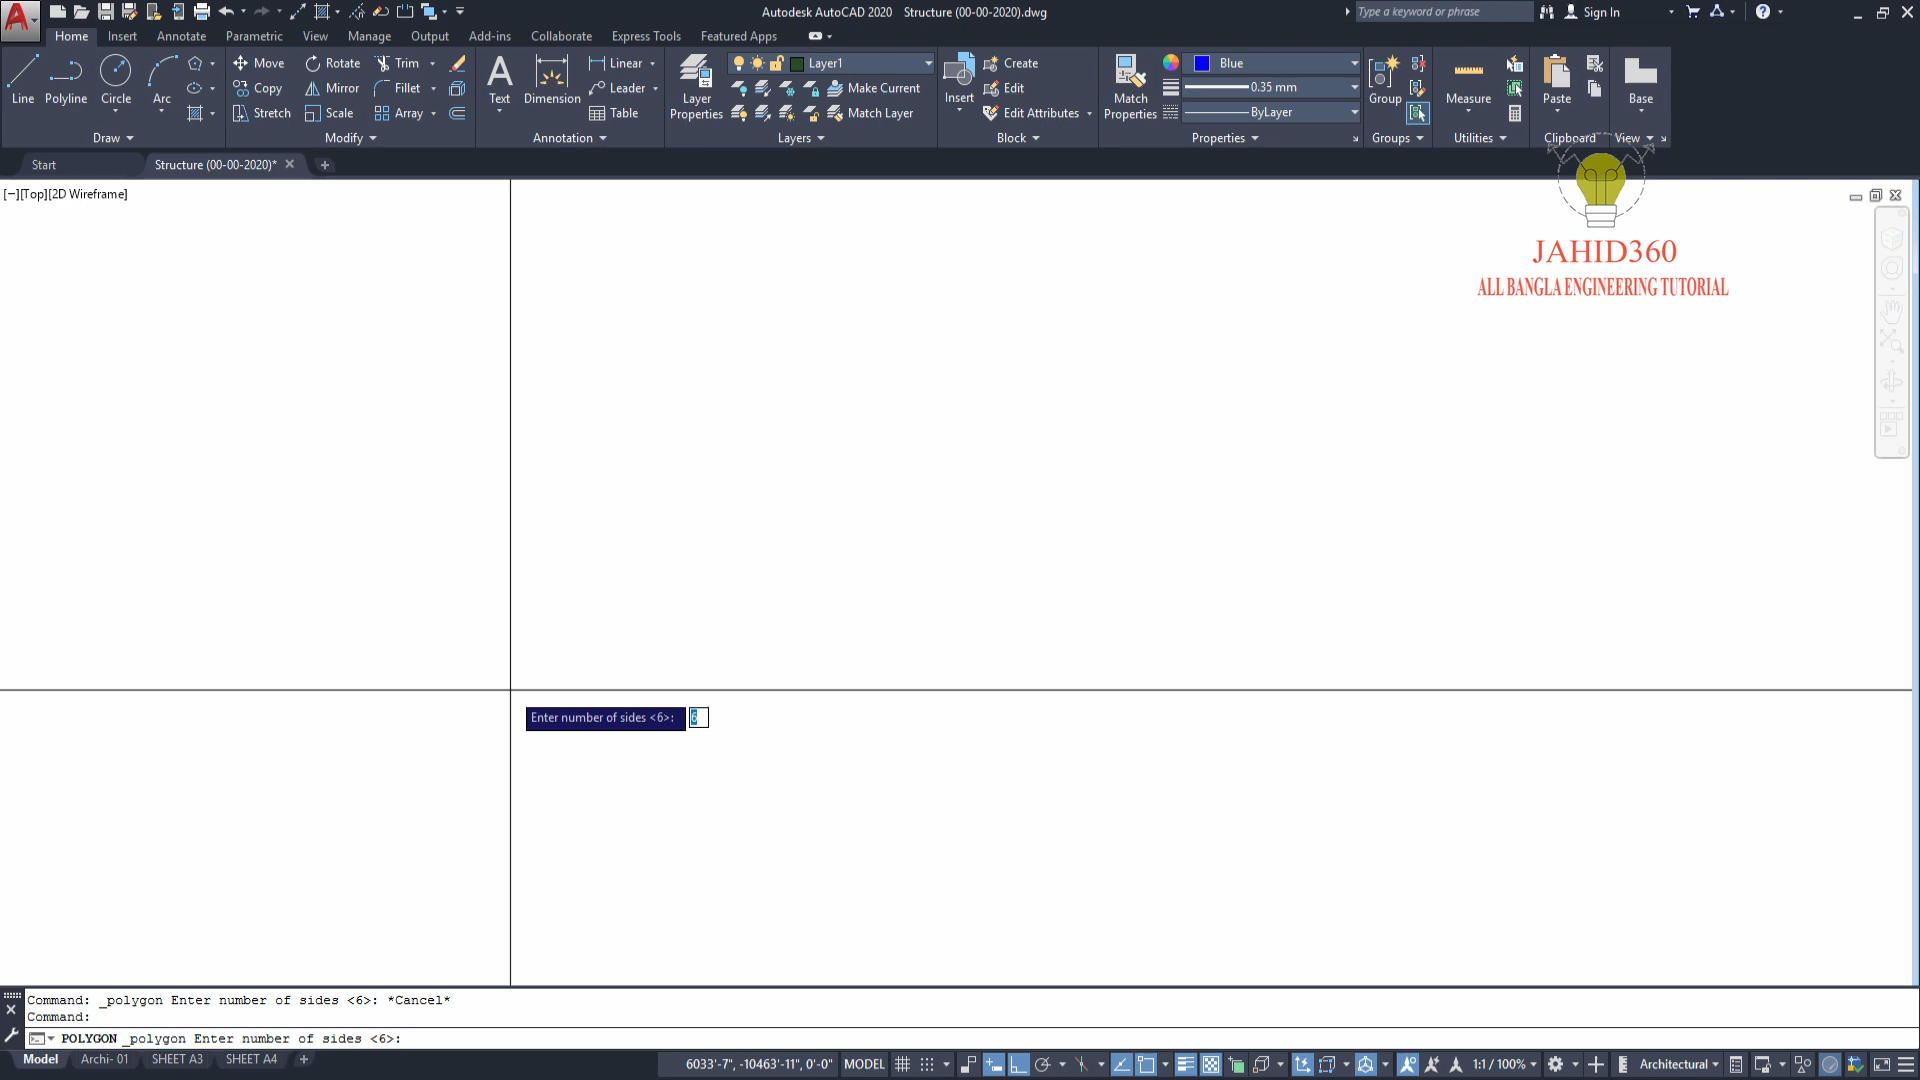 Autodesk AutoCAD 2020 Structure (00-00-2020).dwg
Type a keyword or phrase
Sign In
Home Insert Annotate Parametric View Manage Output Add-ins Collaborate Express Tools Featured Apps
Line
Polyline
Circle
Arc
Draw
Move
Rotate
Trim
Copy
Mirror
Fillet
Stretch
Scale
Array
Modify
Text
Dimension
Linear
Leader
Table
Annotation
Layer Properties
Layer1
Make Current
Match Layer
Layers
Insert
Create
Edit
Edit Attributes
Block
Match Properties
Blue
0.35 mm
ByLayer
Properties
Group
Groups
Measure
Utilities
Paste
Clipboard
Base
View
Start
Structure (00-00-2020)*
[−][Top][2D Wireframe]
JAHID360
ALL BANGLA ENGINEERING TUTORIAL
Enter number of sides <6>: 6
Command: _polygon Enter number of sides <6>: *Cancel*
Command:
POLYGON _polygon Enter number of sides <6>:
Model Archi- 01 SHEET A3 SHEET A4
6033'-7", -10463'-11", 0'-0" MODEL
1:1 / 100%
Architectural